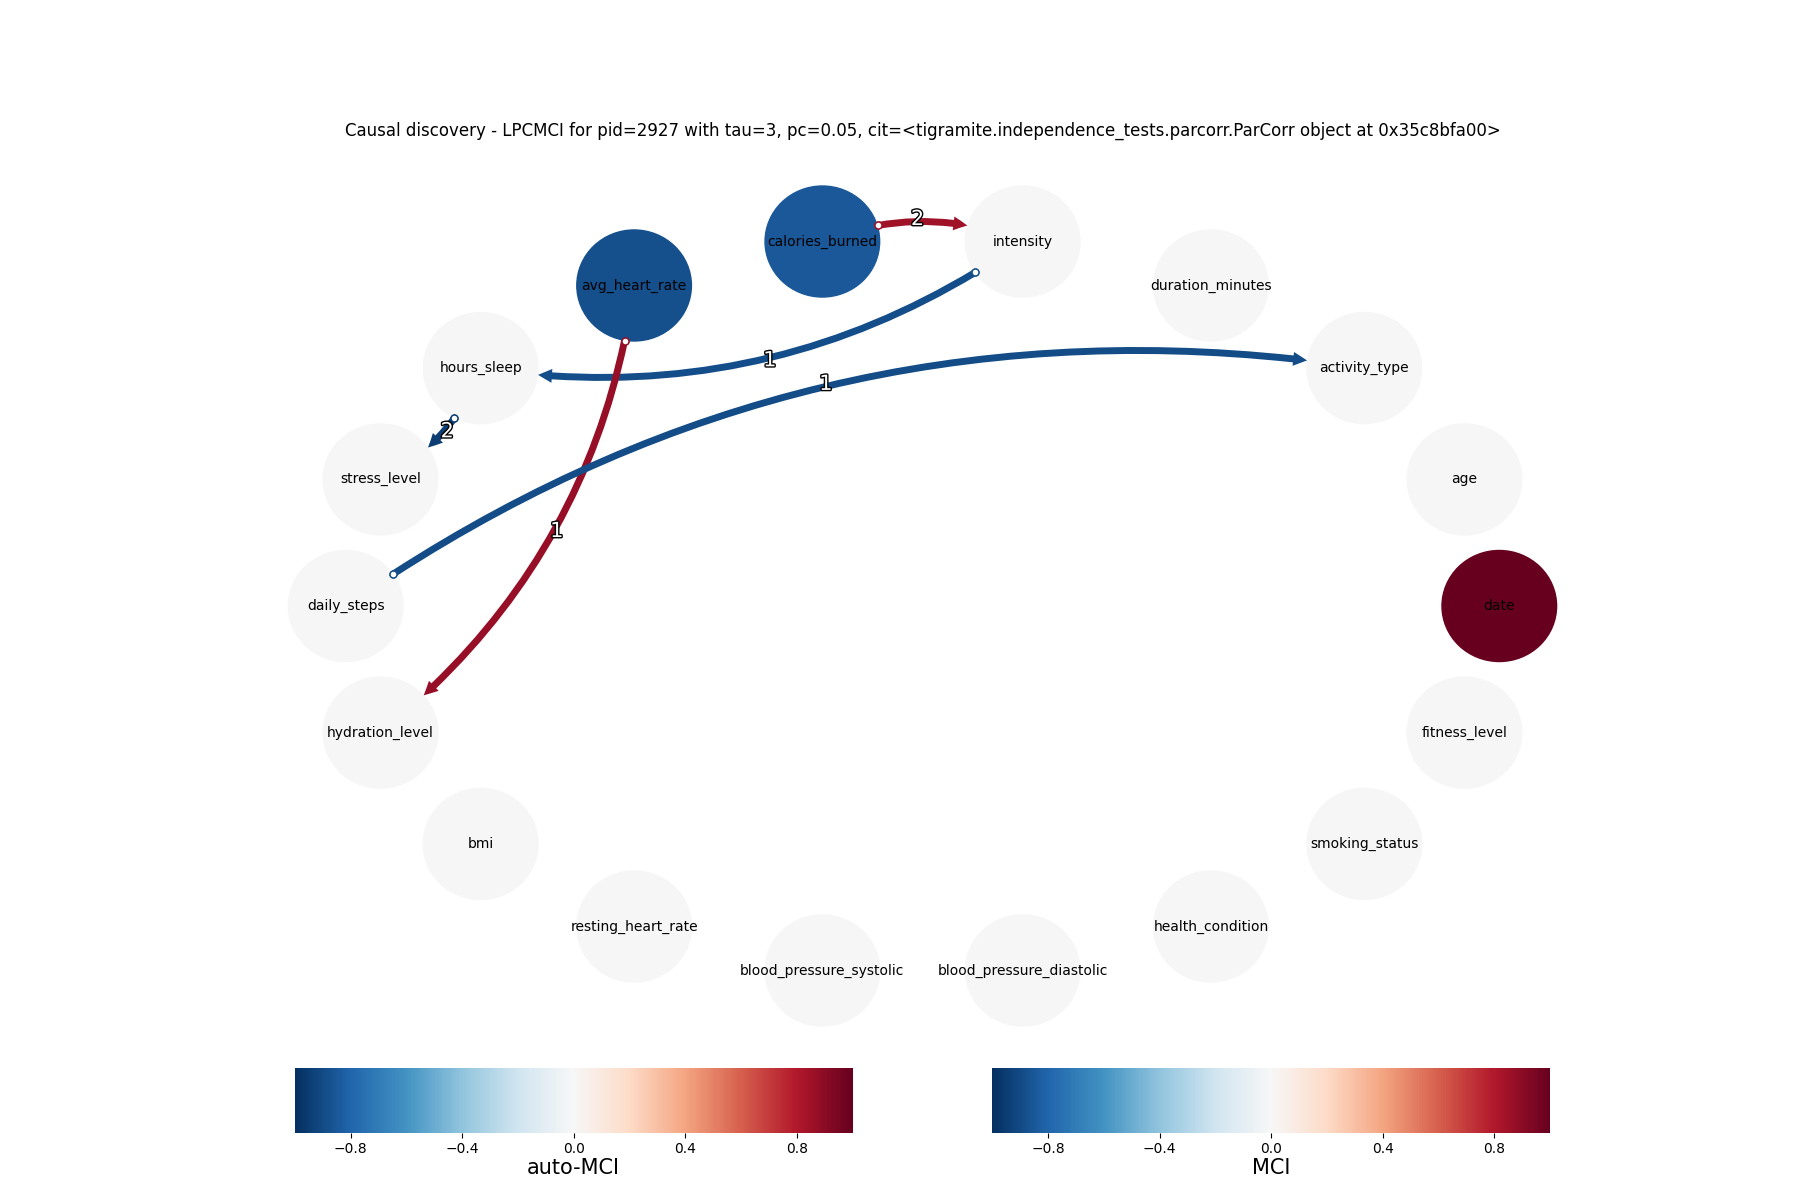 Causal discovery - LPCMCI for pid=2927 with tau=3, pc=0.05, cit=<tigramite.independence_tests.parcorr.ParCorr object at 0x35c8bfa00>
2
calories_burned
intensity
avg_heart_rate
duration_minutes
1
hours_sleep
activity_type
1
2
stress_level
age
1
daily_steps
date
hydration_level
fitness_level
bmi
smoking_status
resting_heart_rate
health_condition
blood_pressure_systolic
blood_pressure_diastolic
−0.8 −0.4 0.0 0.4 0.8
auto-MCI
−0.8 −0.4 0.0 0.4 0.8
MCI